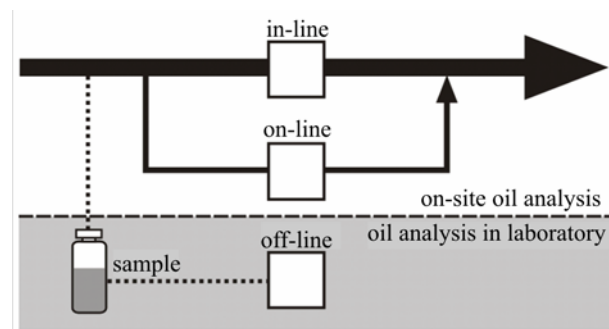 in-line
on-line
on-site oil analysis
oil analysis in laboratory
off-line
sample